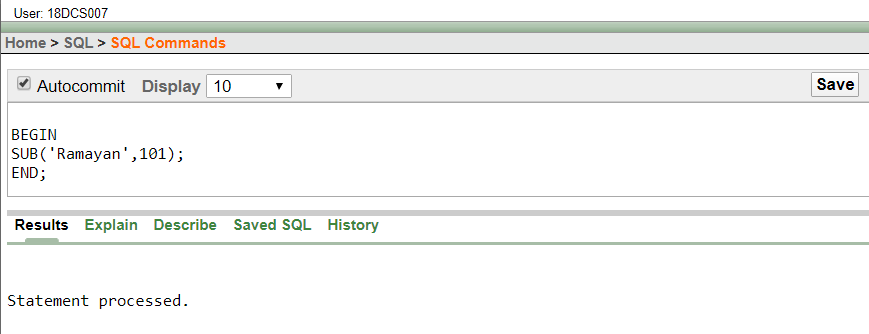 User: 18DCS007
Home > SQL > SQL Commands
Autocommit Display 10 Save
BEGIN
SUB('Ramayan',101);
END;
Results Explain Describe Saved SQL History
Statement processed.